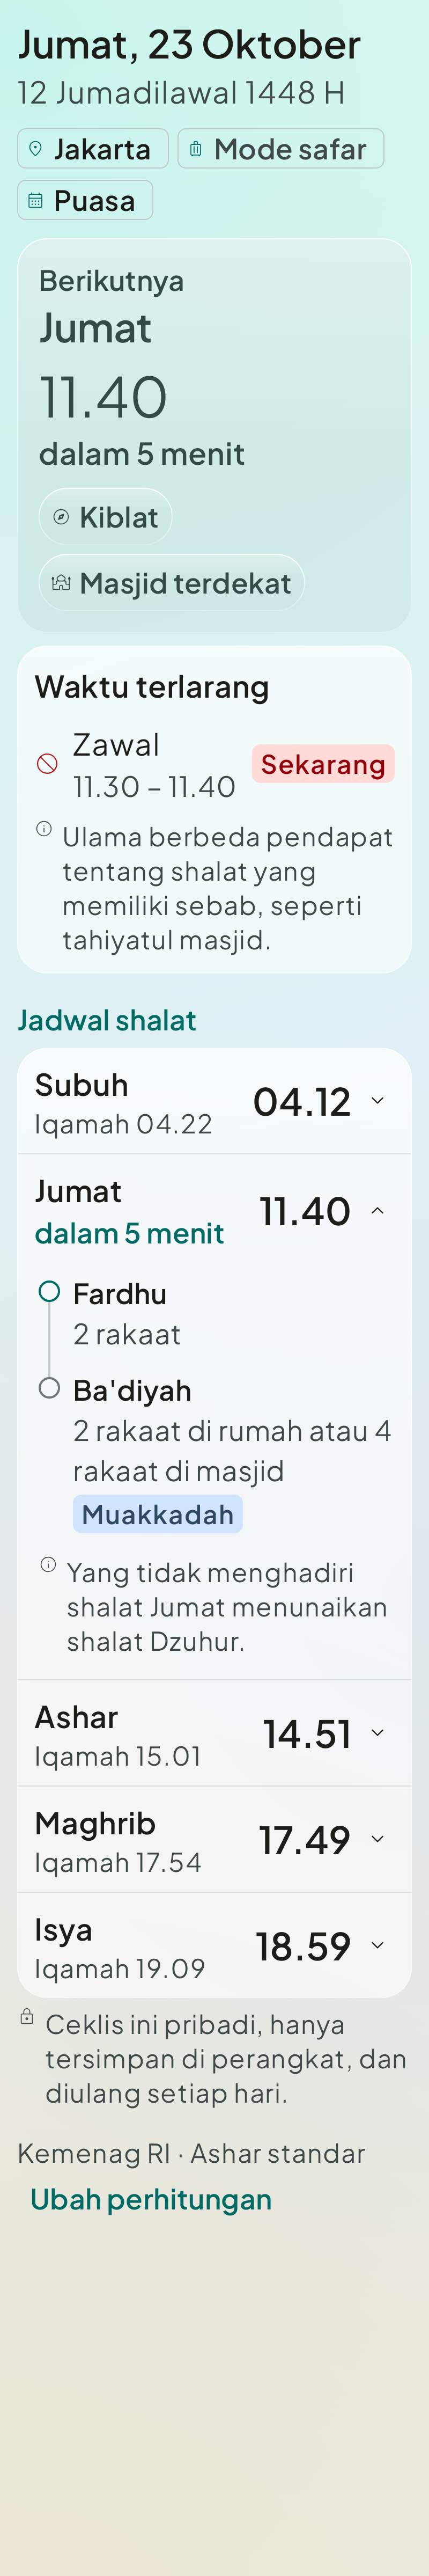 Jumat, 23 Oktober
12 Jumadilawal 1448 H
Jakarta
Mode safar
Puasa
Berikutnya
Jumat
11.40
dalam 5 menit
Kiblat
Masjid terdekat
Waktu terlarang
Zawal
11.30 – 11.40
Sekarang
Ulama berbeda pendapat
tentang shalat yang
memiliki sebab, seperti
tahiyatul masjid.
Jadwal shalat
Subuh
Iqamah 04.22
04.12
Jumat
dalam 5 menit
11.40
Fardhu
2 rakaat
Ba'diyah
2 rakaat di rumah atau 4
rakaat di masjid
Muakkadah
Yang tidak menghadiri
shalat Jumat menunaikan
shalat Dzuhur.
Ashar
Iqamah 15.01
14.51
Maghrib
Iqamah 17.54
17.49
Isya
Iqamah 19.09
18.59
Ceklis ini pribadi, hanya
tersimpan di perangkat, dan
diulang setiap hari.
Kemenag RI · Ashar standar
Ubah perhitungan